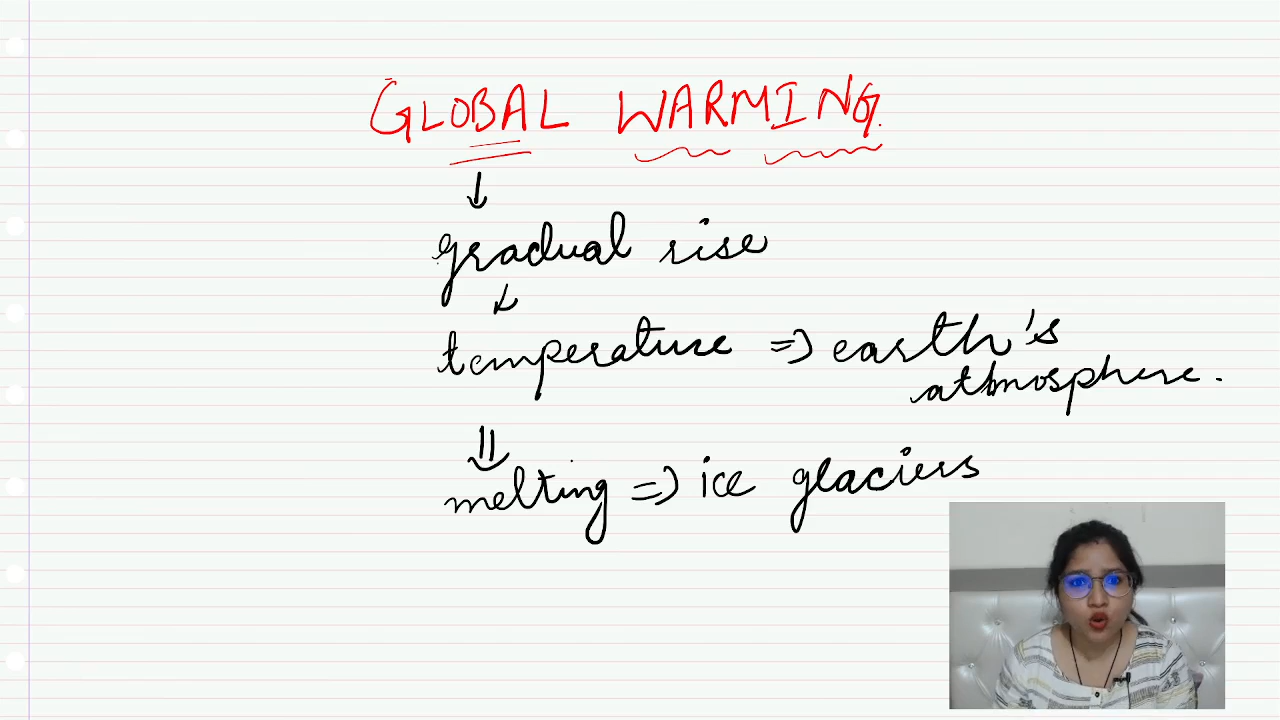 GLOBAL WARMING
↓
gradual rise
↓
temperature => earth's
atmosphere.
⇓
melting => ice glaciers